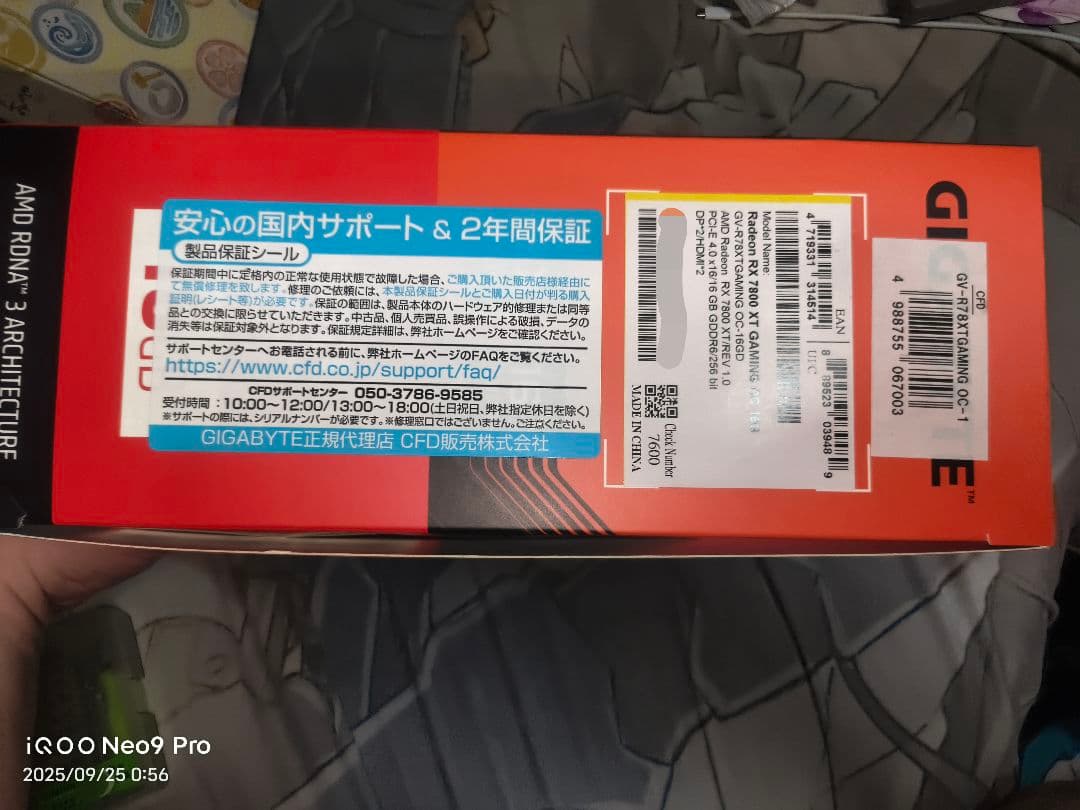 AMD RDNA™ 3 ARCHITECTURE
安心の国内サポート & 2年間保証
製品保証シール
保証期間中に定格内の正常な使用状態で故障した場合、ご購入頂いた販売店様経由に
て無償修理を致します。修理のご依頼には、本製品保証シールとご購入日付が判る購入
証明(レシート等)が必要です。保証の範囲は、製品本体のハードウェア的修理または同等
品との交換に限らせていただきます。中古品、個人売買品、誤操作による破損、データの
消失等は保証対象外となります。保証規定詳細は、弊社ホームページをご確認ください。
サポートセンターへお電話される前に、弊社ホームページのFAQをご覧ください。
https://www.cfd.co.jp/support/faq/
CFDサポートセンター 050-3786-9585
受付時間：10:00~12:00/13:00~18:00(土日祝日、弊社指定休日を除く)
※サポートの際には、シリアルナンバーが必要です。※修理窓口ではございません。ご注意ください。
GIGABYTE正規代理店 CFD販売株式会社
EAN
4 719331 314514
UPC
8 89523 03948 9
Model Name:
Radeon RX 7800 XT GAMING OC 16G
GV-R78XTGAMING OC-16GD
AMD Radeon RX 7800 XT/REV 1.0
PCI-E 4.0 x16/16 GB GDDR6/256 bit
DP*2/HDMI*2
Check Number
7600
MADE IN CHINA
GIG TE™
CFD
GV-R78XTGAMING OC-1
4 988755 067003
iQOO Neo9 Pro
2025/09/25 0:56